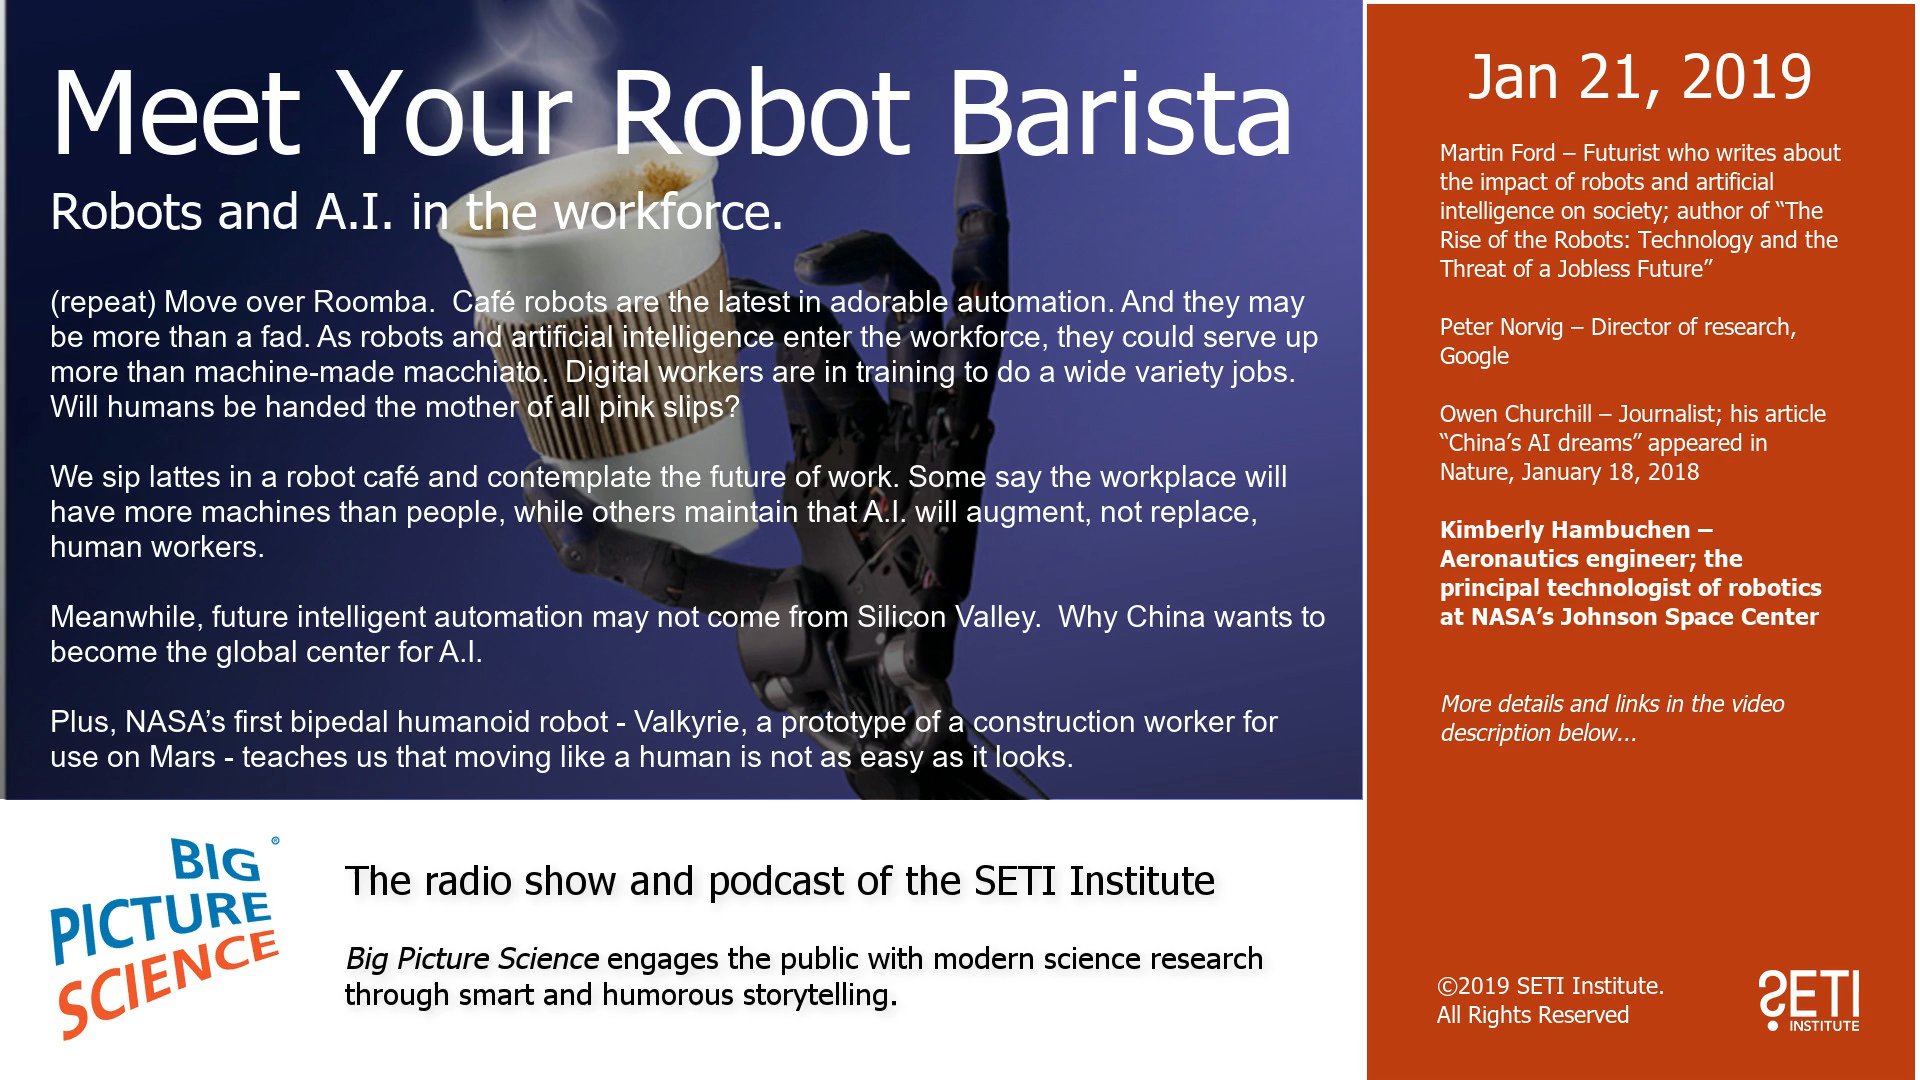 Meet Your Robot Barista
Robots and A.I. in the workforce.
(repeat) Move over Roomba.  Café robots are the latest in adorable automation. And they may
be more than a fad. As robots and artificial intelligence enter the workforce, they could serve up
more than machine-made macchiato.  Digital workers are in training to do a wide variety jobs.
Will humans be handed the mother of all pink slips?
We sip lattes in a robot café and contemplate the future of work. Some say the workplace will
have more machines than people, while others maintain that A.I. will augment, not replace,
human workers.
Meanwhile, future intelligent automation may not come from Silicon Valley.  Why China wants to
become the global center for A.I.
Plus, NASA’s first bipedal humanoid robot - Valkyrie, a prototype of a construction worker for
use on Mars - teaches us that moving like a human is not as easy as it looks.
Jan 21, 2019
Martin Ford – Futurist who writes about
the impact of robots and artificial
intelligence on society; author of “The
Rise of the Robots: Technology and the
Threat of a Jobless Future”
Peter Norvig – Director of research,
Google
Owen Churchill – Journalist; his article
“China’s AI dreams” appeared in
Nature, January 18, 2018
Kimberly Hambuchen –
Aeronautics engineer; the
principal technologist of robotics
at NASA’s Johnson Space Center
More details and links in the video
description below...
BIG ®
PICTURE
SCIENCE
The radio show and podcast of the SETI Institute
Big Picture Science engages the public with modern science research
through smart and humorous storytelling.
©2019 SETI Institute.
All Rights Reserved
SETI
INSTITUTE